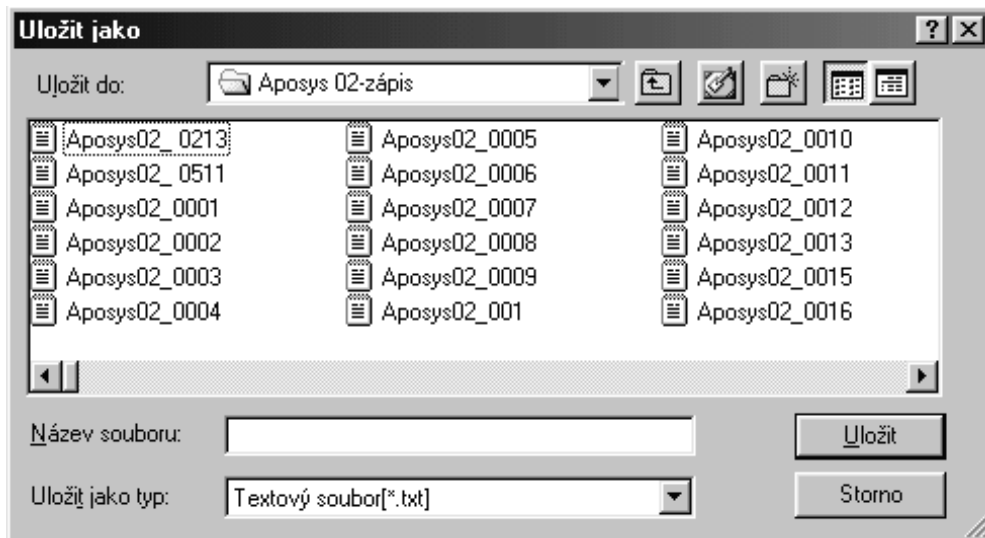 Uložit jako
Uložit do: Aposys 02-zápis
Aposys02_ 0213 Aposys02_0005 Aposys02_0010
Aposys02_ 0511 Aposys02_0006 Aposys02_0011
Aposys02_0001 Aposys02_0007 Aposys02_0012
Aposys02_0002 Aposys02_0008 Aposys02_0013
Aposys02_0003 Aposys02_0009 Aposys02_0015
Aposys02_0004 Aposys02_001 Aposys02_0016
Název souboru: Uložit
Uložit jako typ: Textový soubor[*.txt] Storno